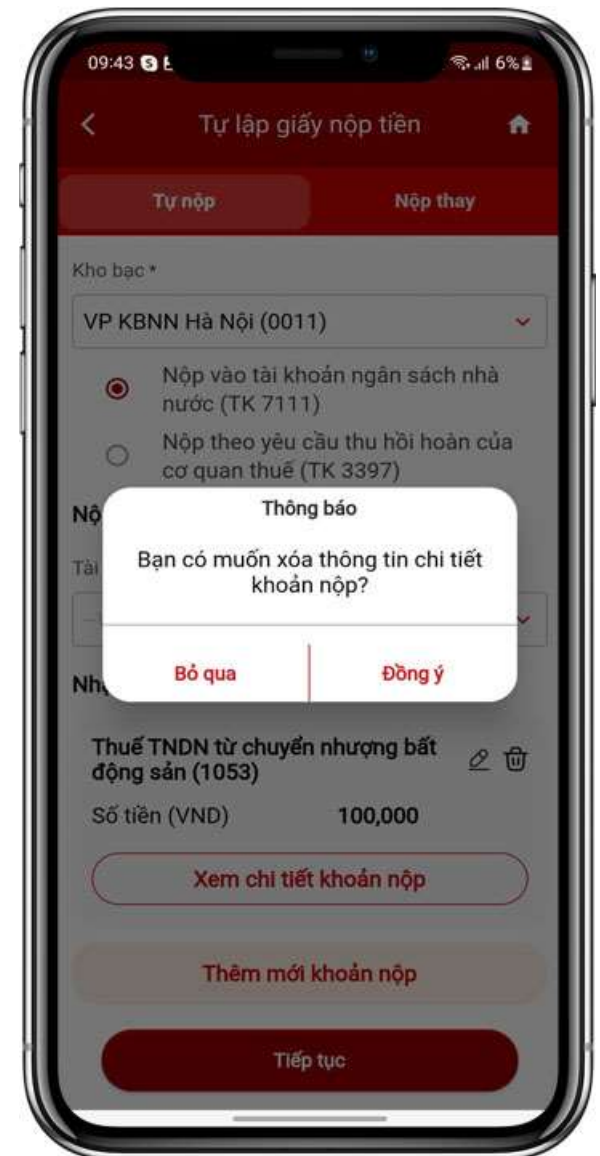 09:43
6%
Tự lập giấy nộp tiền
Tự nộp
Nộp thay
Kho bạc *
VP KBNN Hà Nội (0011)
Nộp vào tài khoản ngân sách nhà
nước (TK 7111)
Nộp theo yêu cầu thu hồi hoàn của
cơ quan thuế (TK 3397)
Thông báo
Bạn có muốn xóa thông tin chi tiết
khoản nộp?
Bỏ qua
Đồng ý
Thuế TNDN từ chuyển nhượng bất
động sản (1053)
Số tiền (VND) 100,000
Xem chi tiết khoản nộp
Thêm mới khoản nộp
Tiếp tục